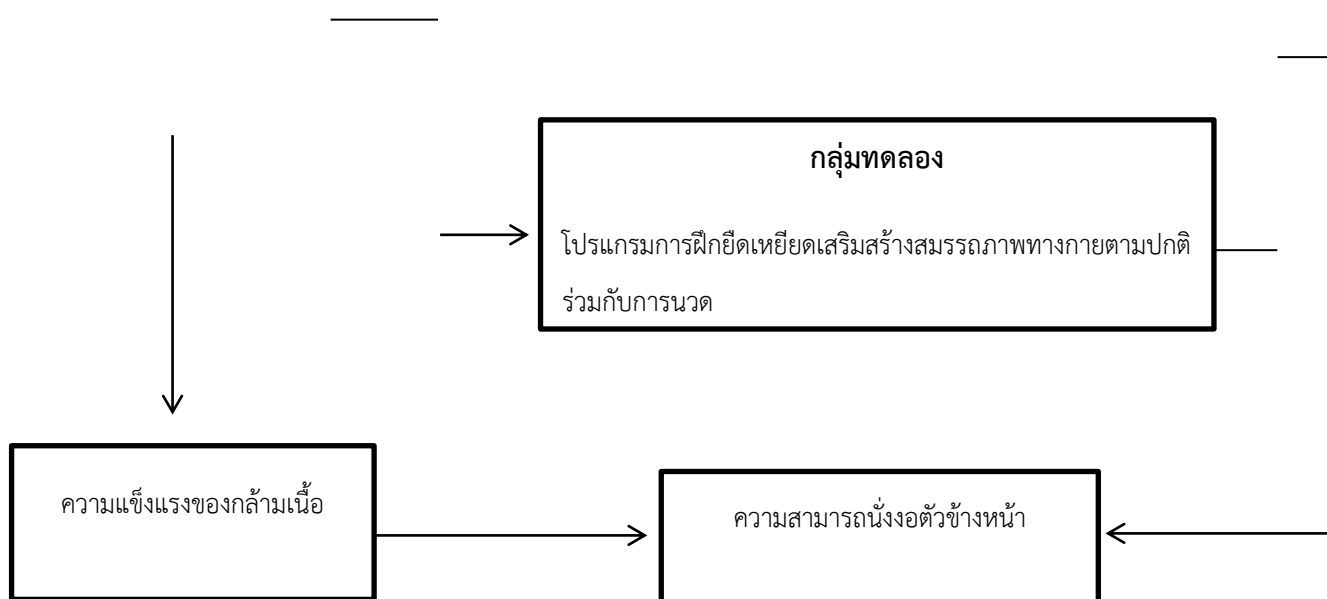 กลุ่มทดลอง
โปรแกรมการฝึกยืดเหยียดเสริมสร้างสมรรถภาพทางกายตามปกติ
ร่วมกับการนวด
ความแข็งแรงของกล้ามเนื้อ
ความสามารถนั่งงอตัวข้างหน้า